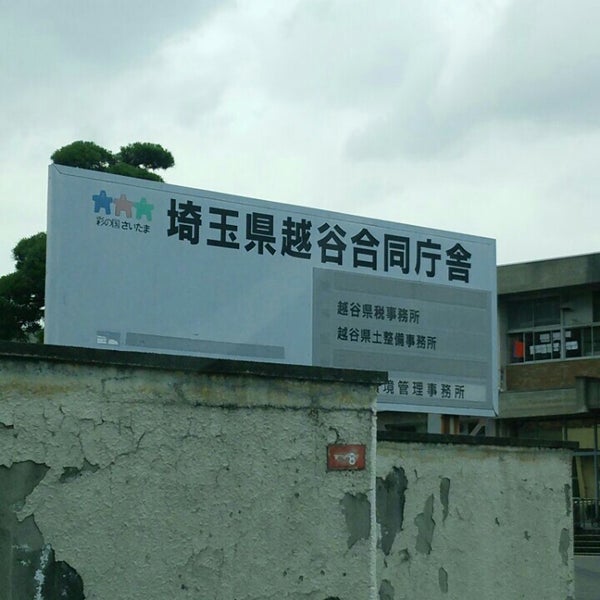 彩の国さいたま
埼玉県越谷合同庁舎
越谷県税事務所
越谷県土整備事務所
境管理事務所